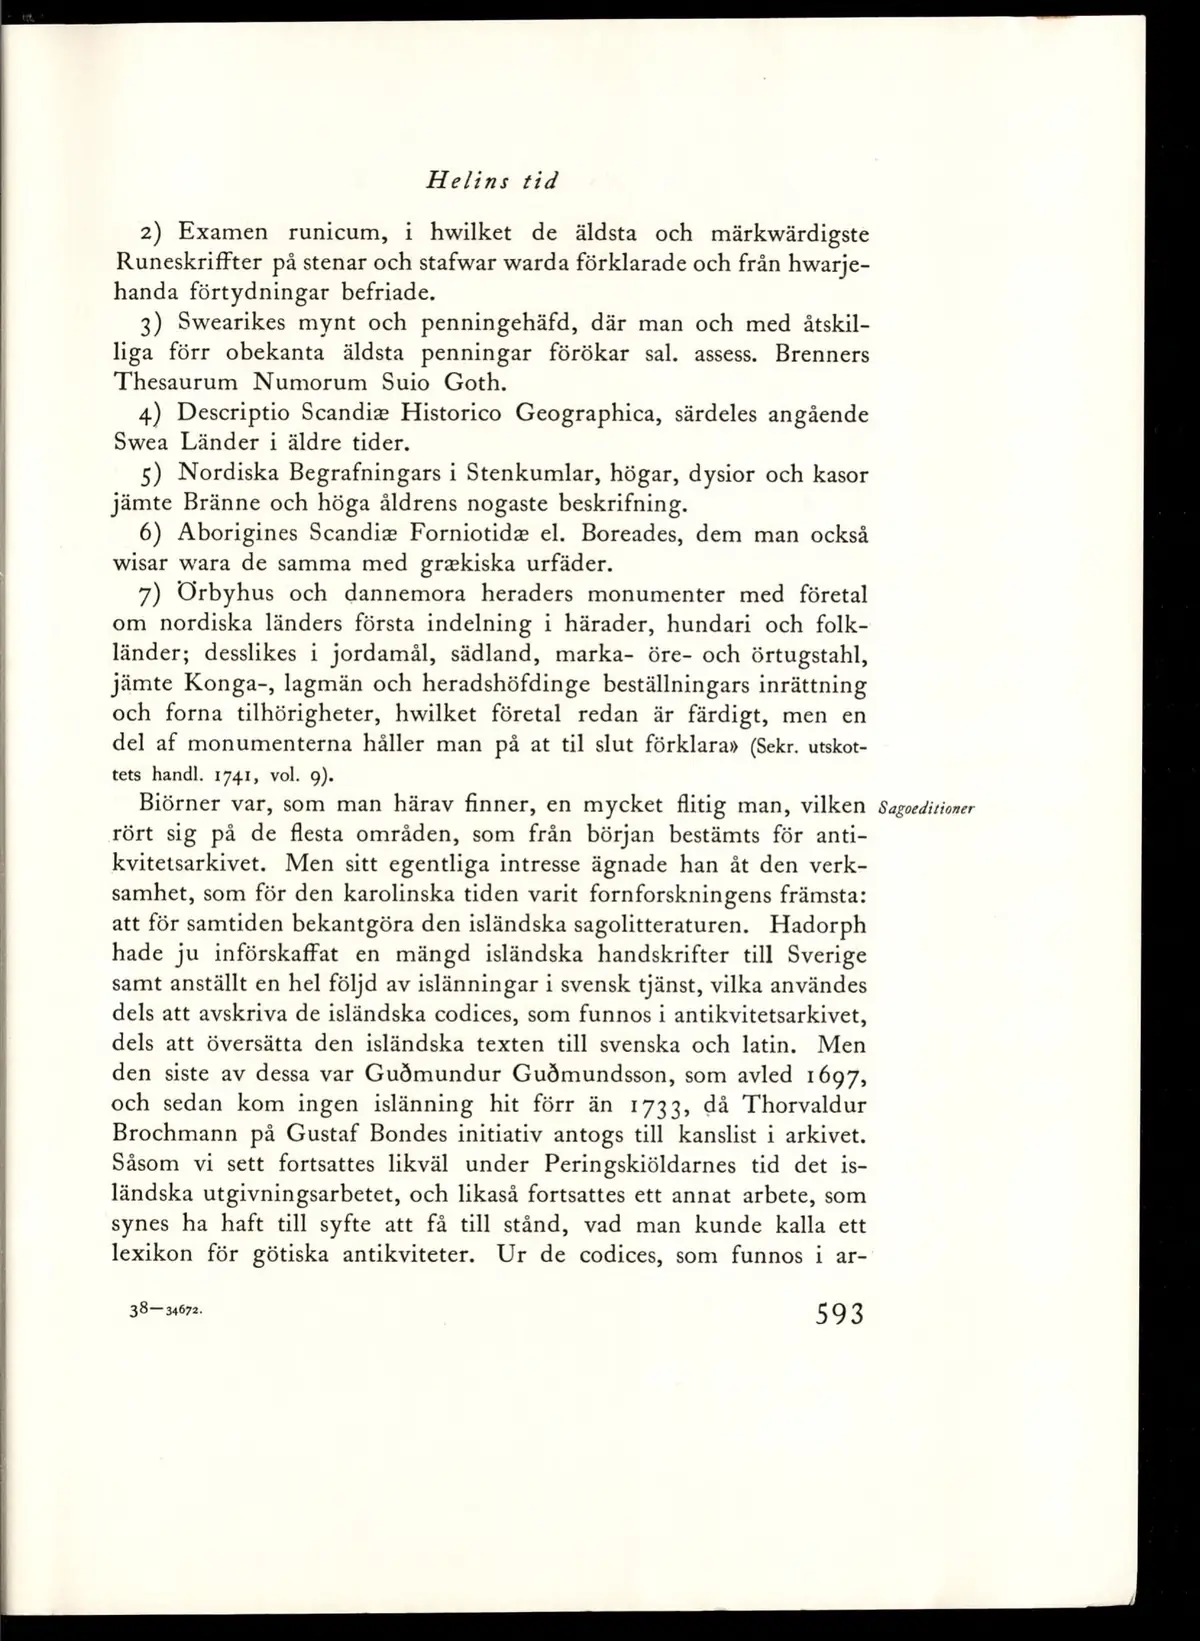 Helins tid
2) Examen runicum, i hwilket de äldsta och märkwärdigste
Runeskriffter på stenar och stafwar warda förklarade och från hwarje-
handa förtydningar befriade.
3) Swearikes mynt och penningehäfd, där man och med åtskil-
liga förr obekanta äldsta penningar förökar sal. assess. Brenners
Thesaurum Numorum Suio Goth.
4) Descriptio Scandiæ Historico Geographica, särdeles angående
Swea Länder i äldre tider.
5) Nordiska Begrafningars i Stenkumlar, högar, dysior och kasor
jämte Bränne och höga åldrens nogaste beskrifning.
6) Aborigines Scandiæ Forniotidæ el. Boreades, dem man också
wisar wara de samma med grækiska urfäder.
7) Örbyhus och dannemora heraders monumenter med företal
om nordiska länders första indelning i härader, hundari och folk-
länder; desslikes i jordamål, sädland, marka- öre- och örtugstahl,
jämte Konga-, lagmän och heradshöfdinge beställningars inrättning
och forna tilhörigheter, hwilket företal redan är färdigt, men en
del af monumenterna håller man på at til slut förklara» (Sekr. utskot-
tets handl. 1741, vol. 9).
Biörner var, som man härav finner, en mycket flitig man, vilken Sagoeditioner
rört sig på de flesta områden, som från början bestämts för anti-
kvitetsarkivet. Men sitt egentliga intresse ägnade han åt den verk-
samhet, som för den karolinska tiden varit fornforskningens främsta:
att för samtiden bekantgöra den isländska sagolitteraturen. Hadorph
hade ju införskaffat en mängd isländska handskrifter till Sverige
samt anställt en hel följd av islänningar i svensk tjänst, vilka användes
dels att avskriva de isländska codices, som funnos i antikvitetsarkivet,
dels att översätta den isländska texten till svenska och latin. Men
den siste av dessa var Guðmundur Guðmundsson, som avled 1697,
och sedan kom ingen islänning hit förr än 1733, då Thorvaldur
Brochmann på Gustaf Bondes initiativ antogs till kanslist i arkivet.
Såsom vi sett fortsattes likväl under Peringskiöldarnes tid det is-
ländska utgivningsarbetet, och likaså fortsattes ett annat arbete, som
synes ha haft till syfte att få till stånd, vad man kunde kalla ett
lexikon för götiska antikviteter. Ur de codices, som funnos i ar-
38—34672.
593